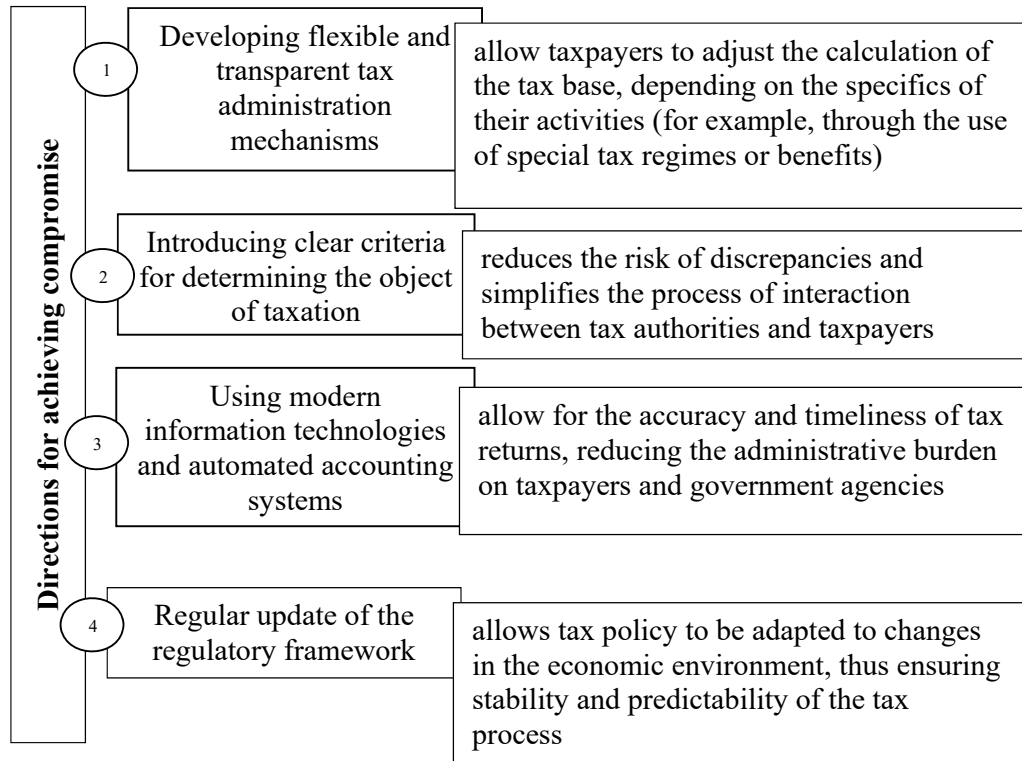 Directions for achieving compromise
1
Developing flexible and
transparent tax
administration
mechanisms
allow taxpayers to adjust the calculation of
the tax base, depending on the specifics of
their activities (for example, through the use
of special tax regimes or benefits)
2
Introducing clear criteria
for determining the object
of taxation
reduces the risk of discrepancies and
simplifies the process of interaction
between tax authorities and taxpayers
3
Using modern
information technologies
and automated accounting
systems
allow for the accuracy and timeliness of tax
returns, reducing the administrative burden
on taxpayers and government agencies
4
Regular update of the
regulatory framework
allows tax policy to be adapted to changes
in the economic environment, thus ensuring
stability and predictability of the tax
process